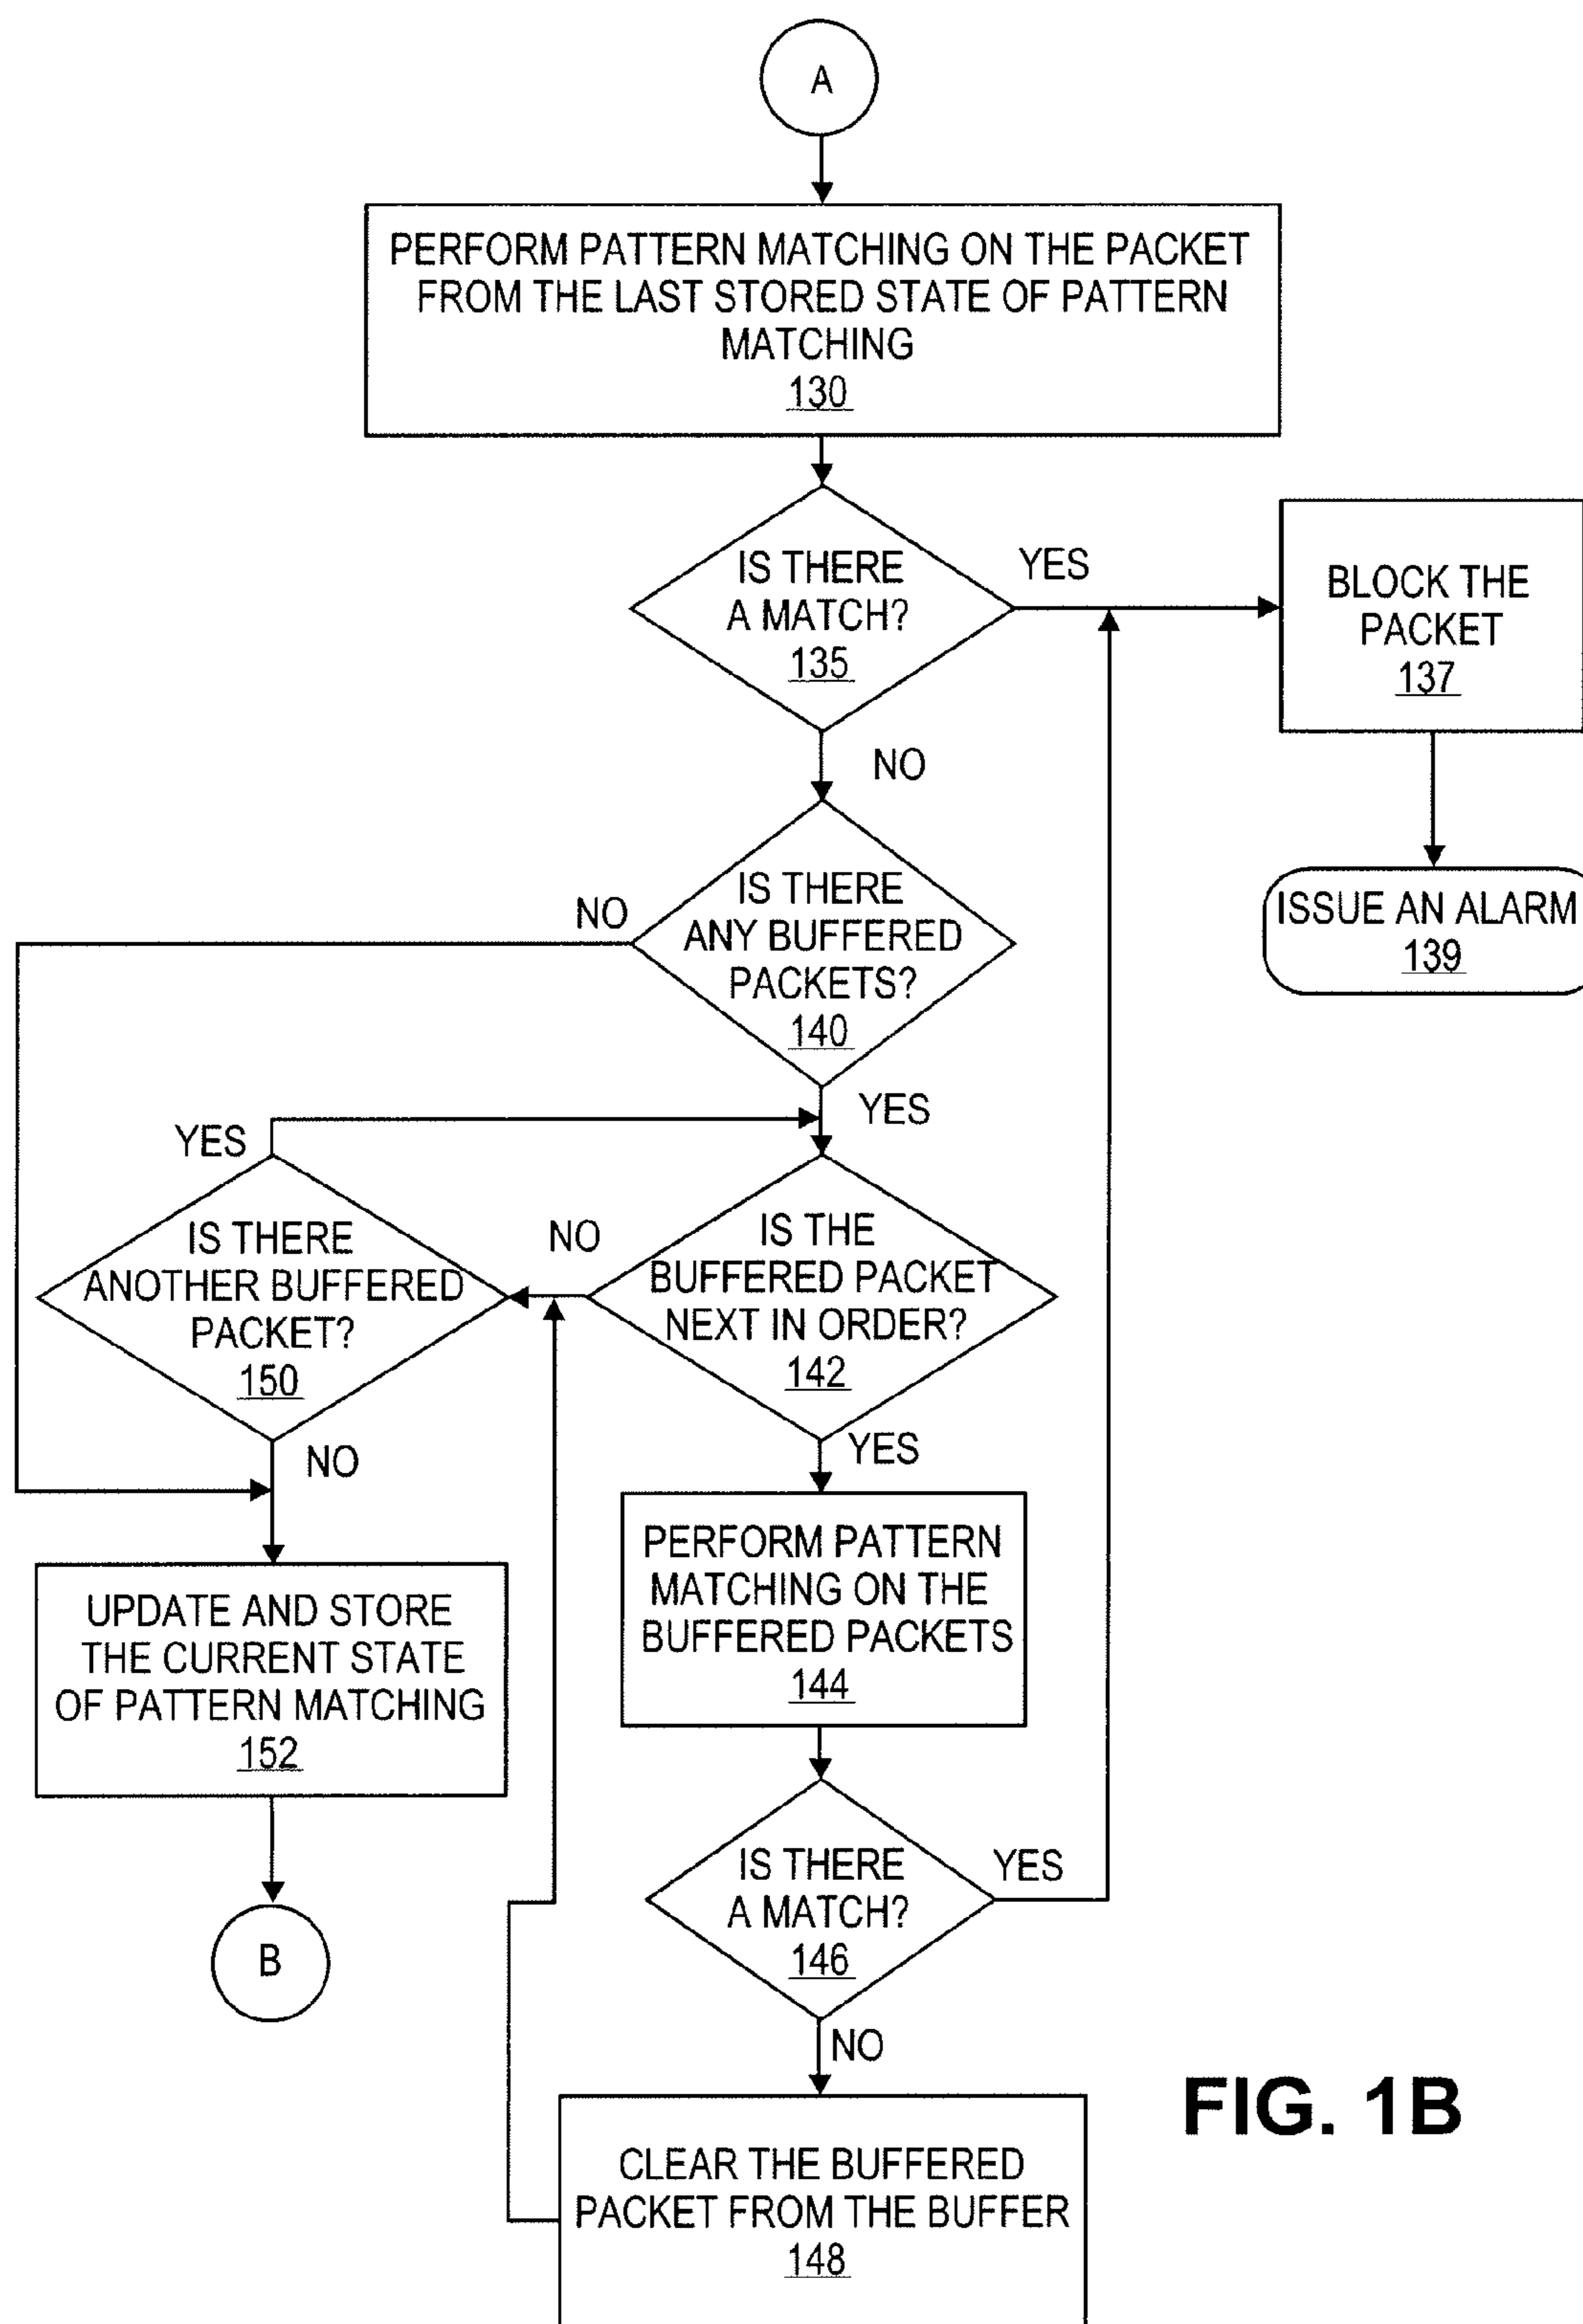 A
PERFORM PATTERN MATCHING ON THE PACKET
FROM THE LAST STORED STATE OF PATTERN
MATCHING
130
IS THERE
A MATCH?
135
YES
BLOCK THE
PACKET
137
NO
ISSUE AN ALARM
139
IS THERE
ANY BUFFERED
PACKETS?
140
NO
YES
YES
IS THERE
ANOTHER BUFFERED
PACKET?
150
NO
IS THE
BUFFERED PACKET
NEXT IN ORDER?
142
NO
YES
UPDATE AND STORE
THE CURRENT STATE
OF PATTERN MATCHING
152
PERFORM PATTERN
MATCHING ON THE
BUFFERED PACKETS
144
B
IS THERE
A MATCH?
146
YES
NO
CLEAR THE BUFFERED
PACKET FROM THE BUFFER
148
FIG. 1B